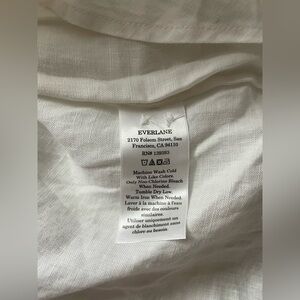 EVERLANE
2170 Folsom Street, San
Francisco, CA 94110
RN# 139393
Machine Wash Cold
With Like Colors.
Only Non-Chlorine Bleach
When Needed.
Tumble Dry Low.
Warm Iron When Needed.
Laver à la machine à l'eau
froide avec des couleurs
similaires.
Utiliser uniquement un
agent de blanchiment sans
chlore au besoin